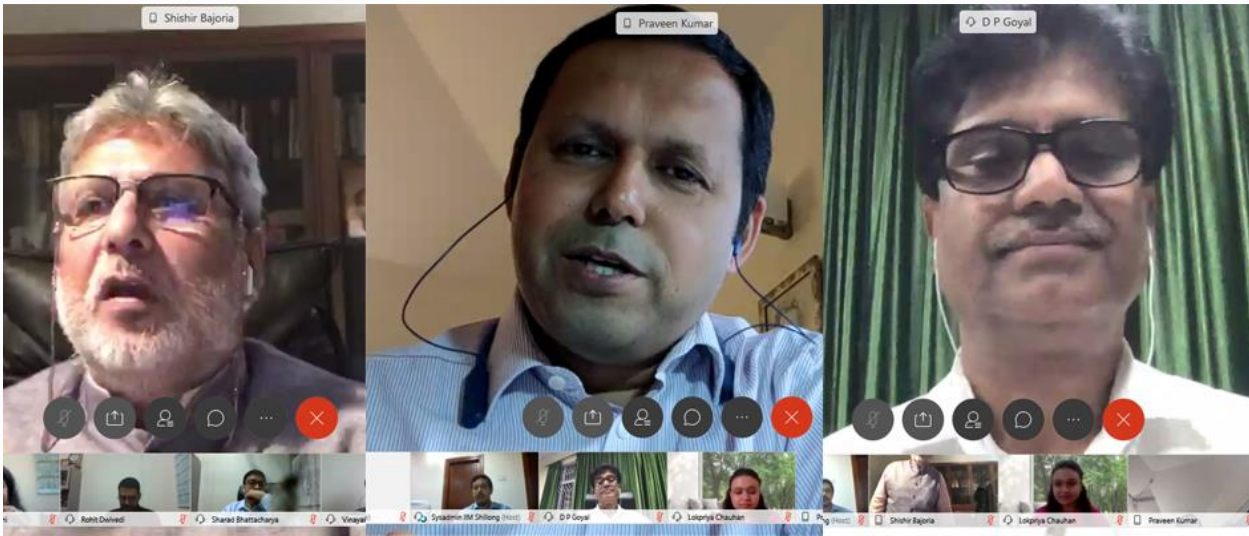 Shishir Bajoria
Praveen Kumar
D P Goyal
Rohit Dwivedi
Sharad Bhattacharya
Sysadmin IIM Shillong (Host)
D P Goyal
Lokpriya Chauhan
(Host)
Shishir Bajoria
Lokpriya Chauhan
Praveen Kumar